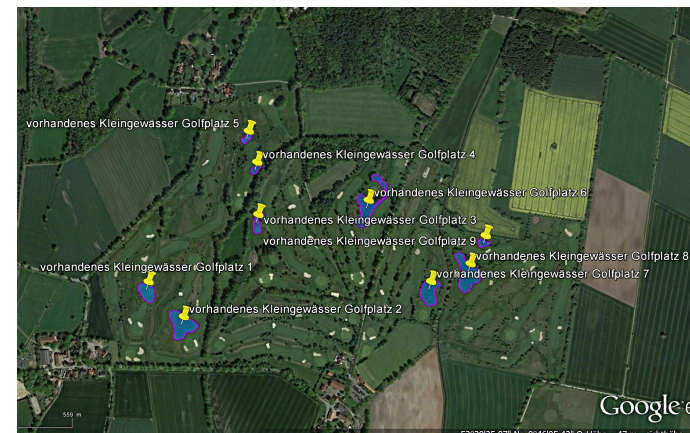 vorhandenes Kleingewässer Golfplatz 5
vorhandenes Kleingewässer Golfplatz 4
vorhandenes Kleingewässer Golfplatz 6
vorhandenes Kleingewässer Golfplatz 3
vorhandenes Kleingewässer Golfplatz 9
vorhandenes Kleingewässer Golfplatz 8
vorhandenes Kleingewässer Golfplatz 1
vorhandenes Kleingewässer Golfplatz 7
vorhandenes Kleingewässer Golfplatz 2
Google e
559 m